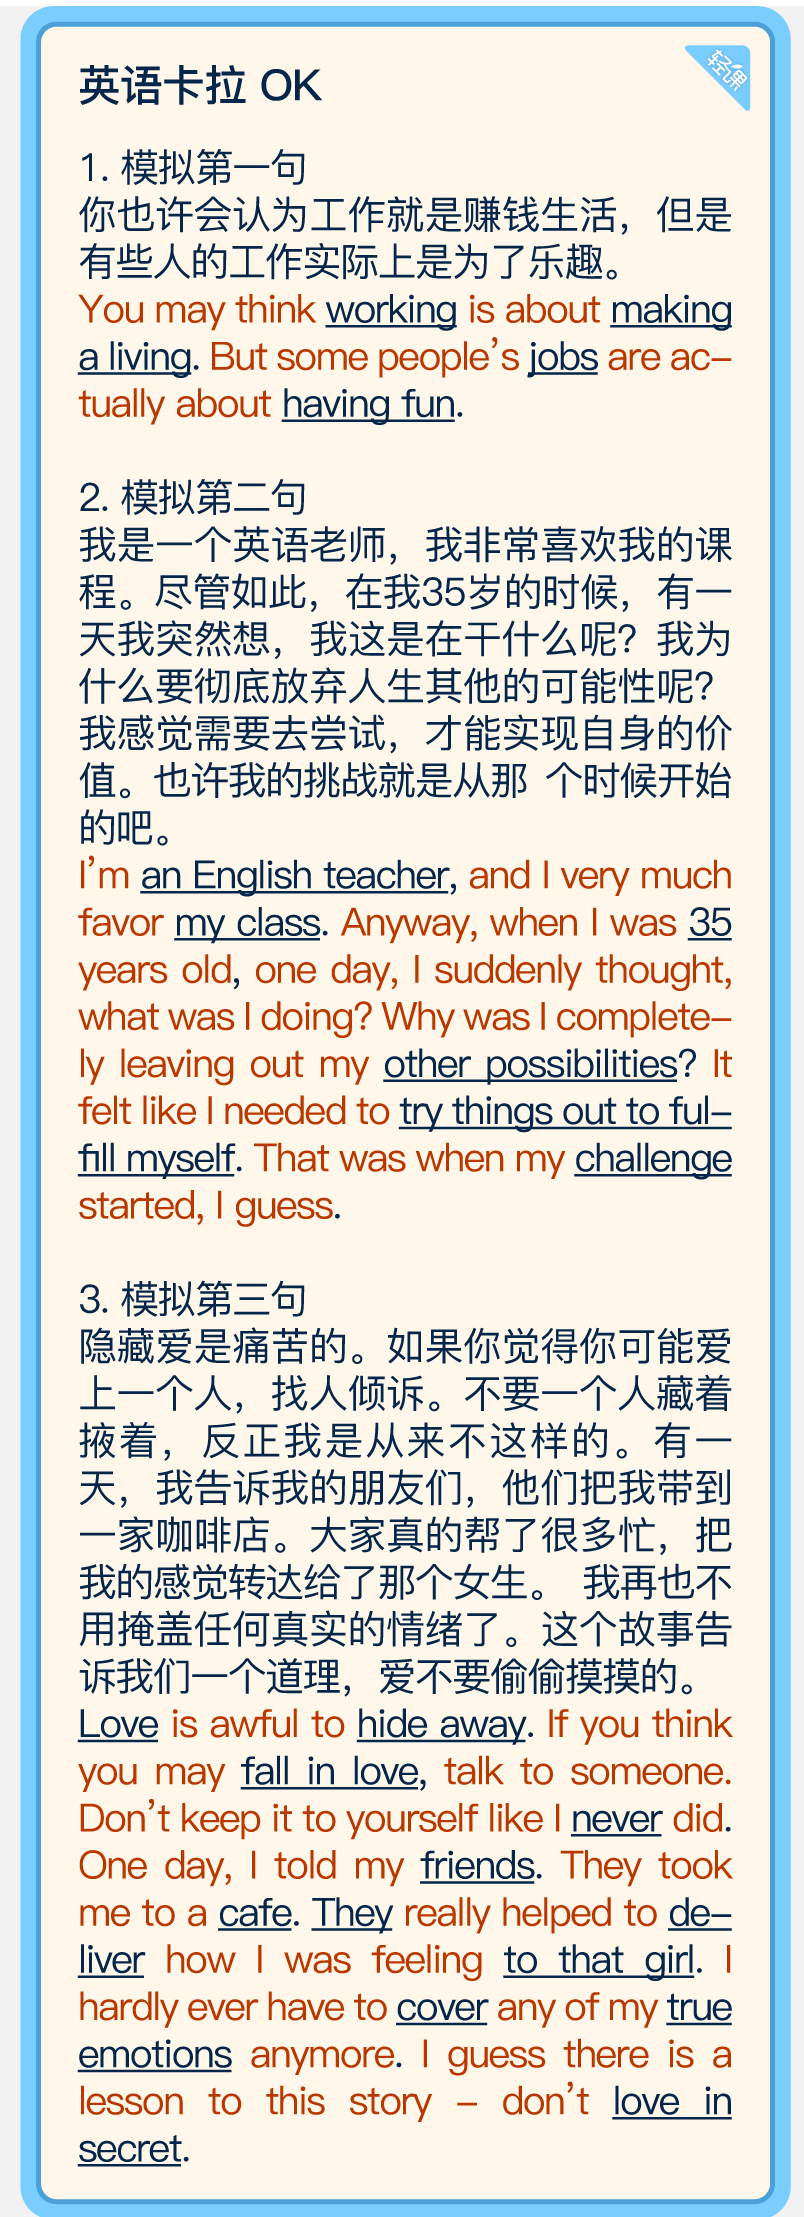 英语卡拉 OK
轻课
1. 模拟第一句
你也许会认为工作就是赚钱生活，但是
有些人的工作实际上是为了乐趣。
You may think working is about making
a living. But some people's jobs are ac-
tually about having fun.
2. 模拟第二句
我是一个英语老师，我非常喜欢我的课
程。尽管如此，在我35岁的时候，有一
天我突然想，我这是在干什么呢？我为
什么要彻底放弃人生其他的可能性呢？
我感觉需要去尝试，才能实现自身的价
值。也许我的挑战就是从那 个时候开始
的吧。
I'm an English teacher, and I very much
favor my class. Anyway, when I was 35
years old, one day, I suddenly thought,
what was I doing? Why was I complete-
ly leaving out my other possibilities? It
felt like I needed to try things out to ful-
fill myself. That was when my challenge
started, I guess.
3. 模拟第三句
隐藏爱是痛苦的。如果你觉得你可能爱
上一个人，找人倾诉。不要一个人藏着
掖着，反正我是从来不这样的。有一
天，我告诉我的朋友们，他们把我带到
一家咖啡店。大家真的帮了很多忙，把
我的感觉转达给了那个女生。 我再也不
用掩盖任何真实的情绪了。这个故事告
诉我们一个道理，爱不要偷偷摸摸的。
Love is awful to hide away. If you think
you may fall in love, talk to someone.
Don't keep it to yourself like I never did.
One day, I told my friends. They took
me to a cafe. They really helped to de-
liver how I was feeling to that girl. I
hardly ever have to cover any of my true
emotions anymore. I guess there is a
lesson to this story – don't love in
secret.